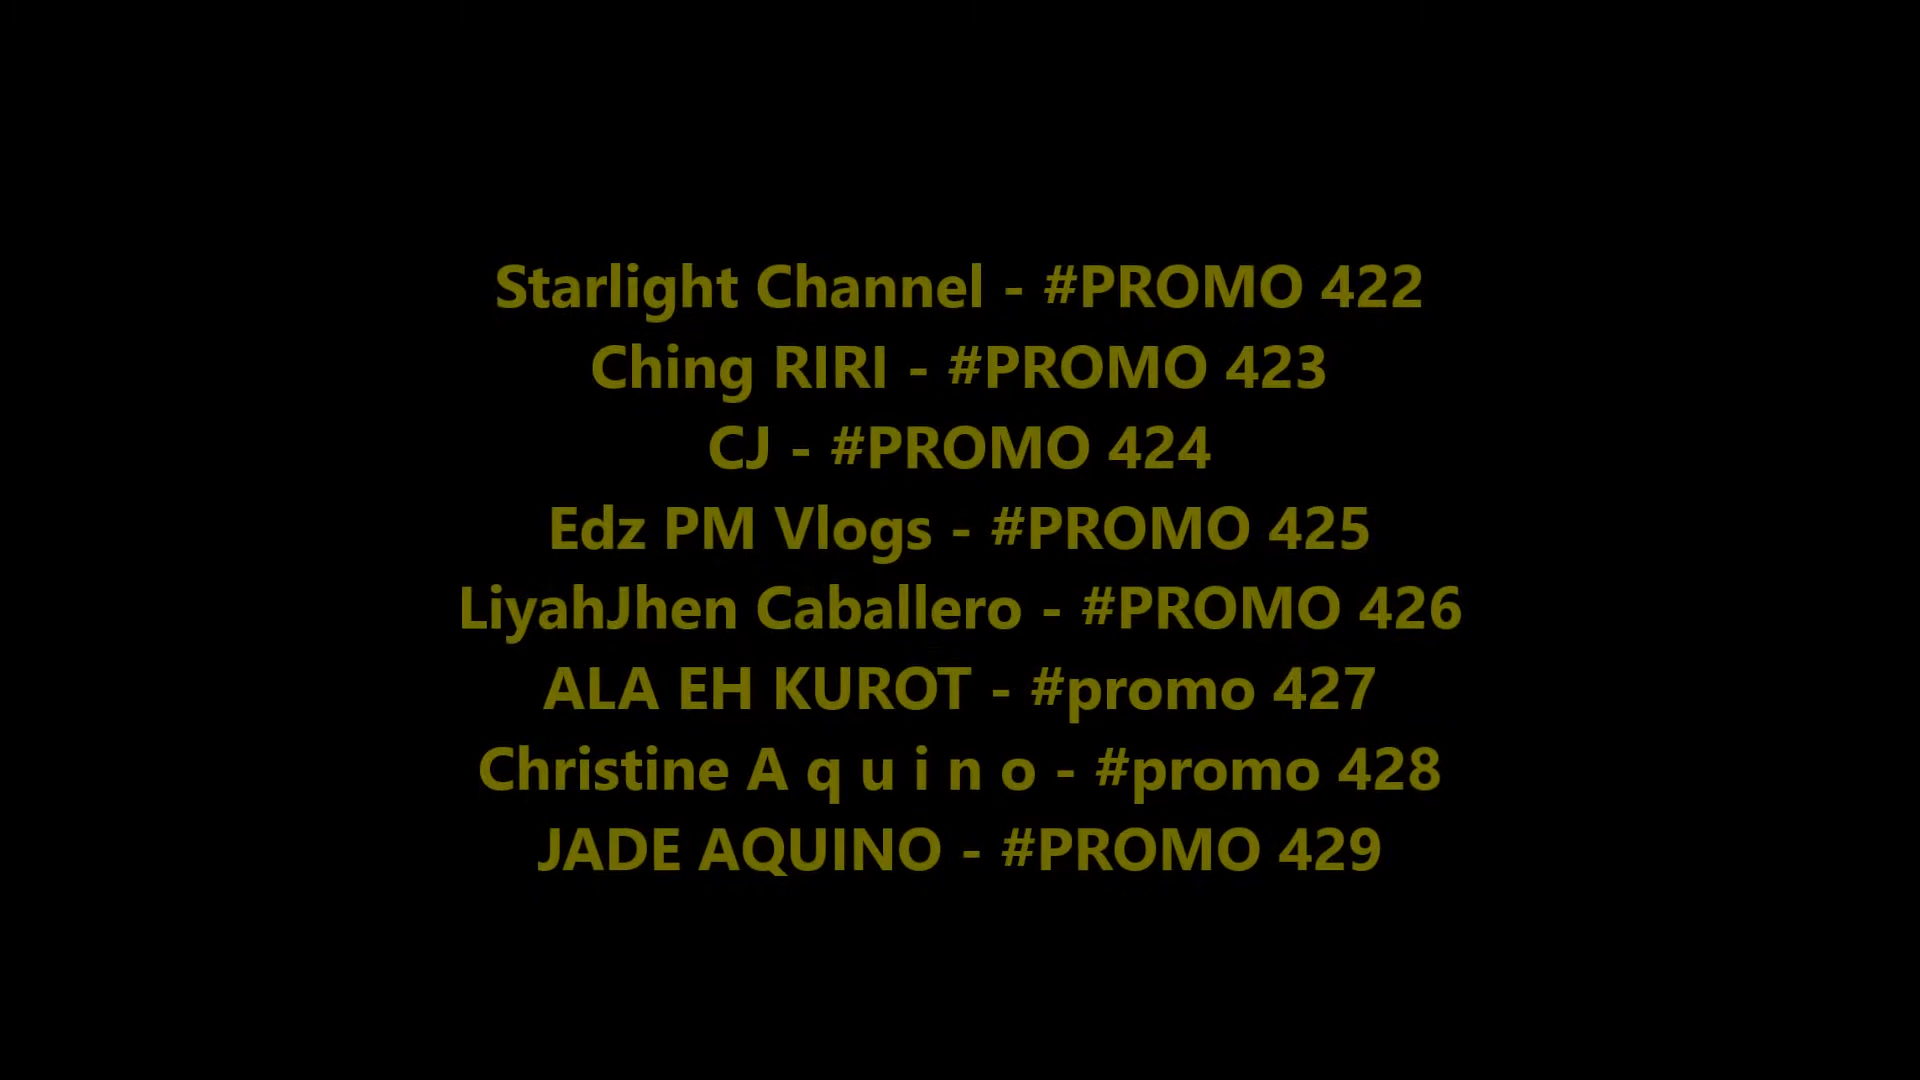 Starlight Channel - #PROMO 422
Ching RIRI - #PROMO 423
CJ - #PROMO 424
Edz PM Vlogs - #PROMO 425
LiyahJhen Caballero - #PROMO 426
ALA EH KUROT - #promo 427
Christine A q u i n o - #promo 428
JADE AQUINO - #PROMO 429